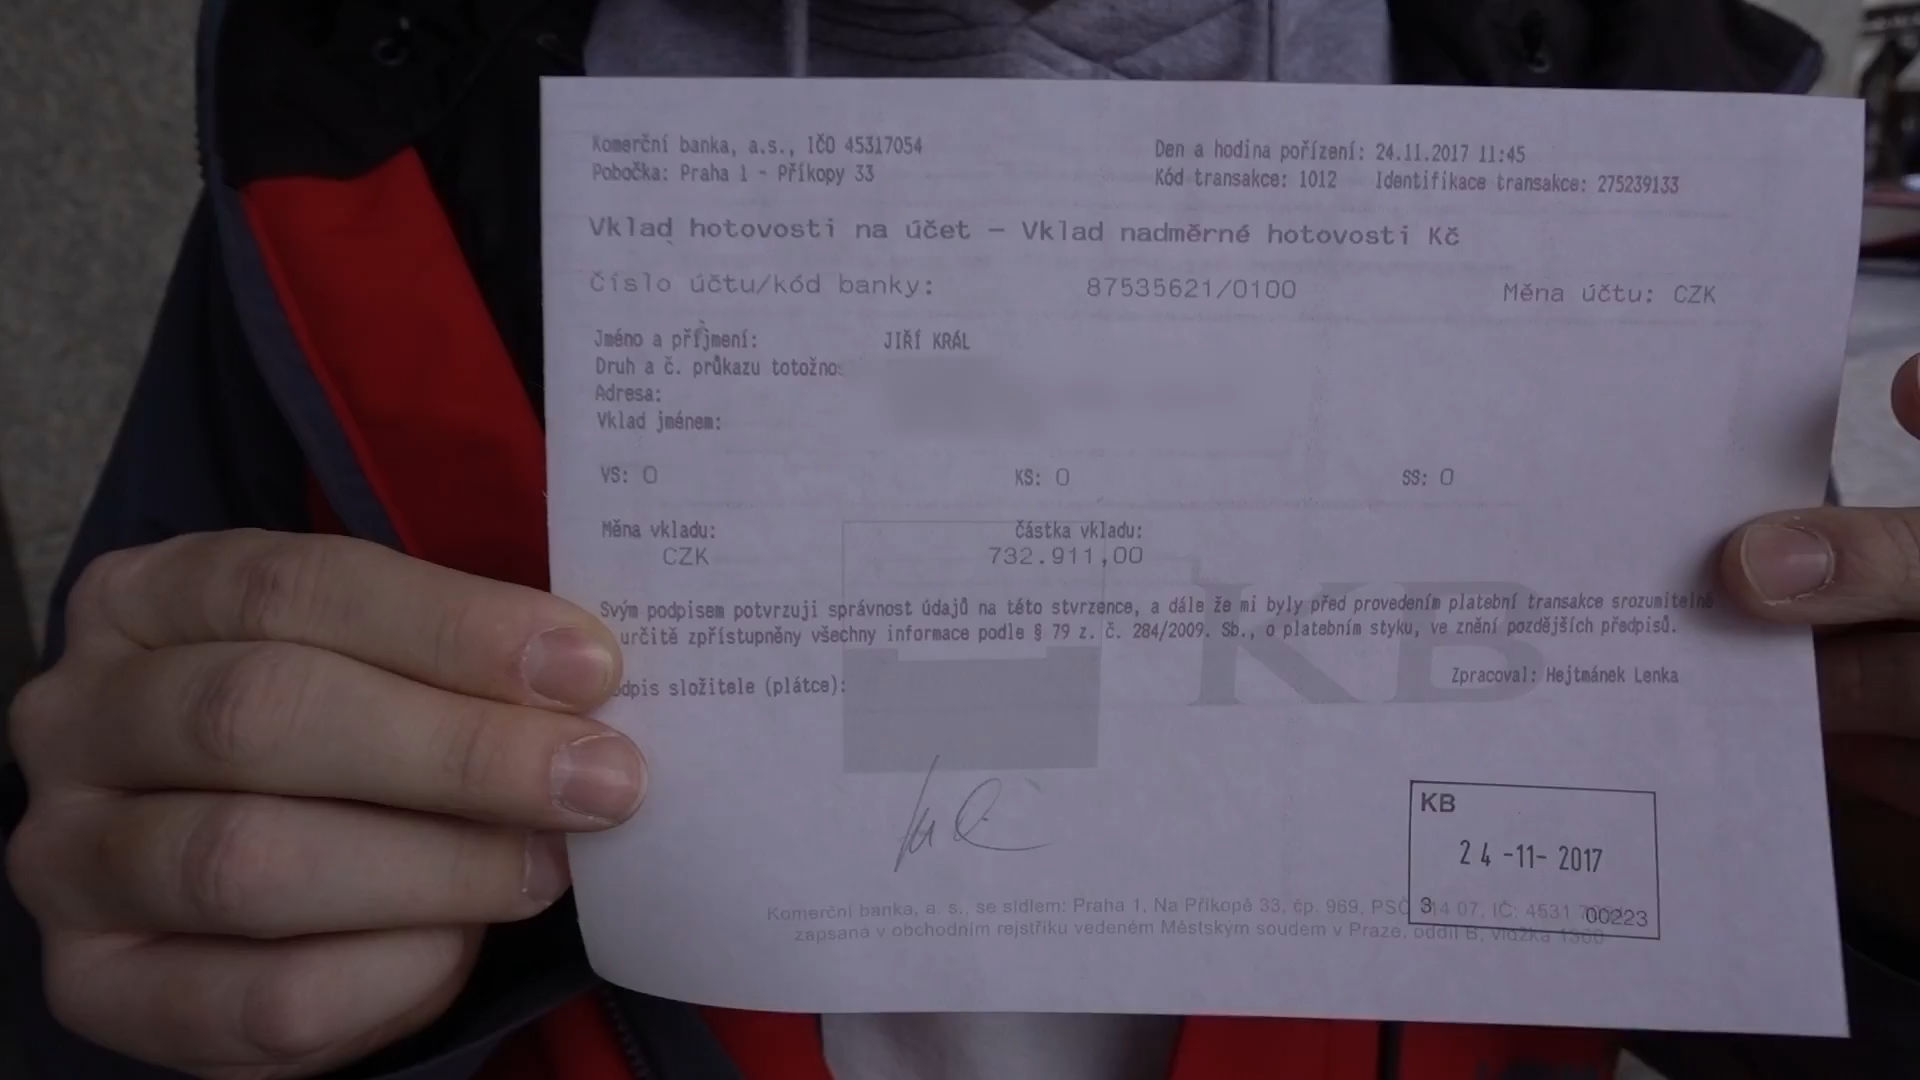 Komerční banka, a.s., IČO 45317054
Pobočka: Praha 1 - Příkopy 33
Den a hodina pořízení: 24.11.2017 11:45
Kód transakce: 1012 Identifikace transakce: 275239133
Vklad hotovosti na účet – Vklad nadměrné hotovosti Kč
Číslo účtu/kód banky: 87535621/0100 Měna účtu: CZK
Jméno a příjmení: JIŘÍ KRÁL
Druh a č. průkazu
Adresa:
Vklad jménem:
VS: 0 KS: 0 SS: 0
Měna vkladu: Částka vkladu:
CZK 732.911,00
Svým podpisem potvrzuji správnost údajů na této stvrzence, a dále že mi byly před provedením platební transakce srozumitelně
určitě zpřístupněny všechny informace podle § 79 z. č. 284/2009. Sb., o platebním styku, ve znění pozdějších předpisů.
KB
Zpracoval: Hejtmánek Lenka
složitele (plátce):
KB
24 -11- 2017
3 00223
Komerční banka, a. s., se sídlem: Praha 1, Na Příkopě 33, čp. 969, PSČ 07, IČ:
zapsaná v obchodním rejstříku vedeném Městským soudem v Praze, oddíl B, vložka 1360